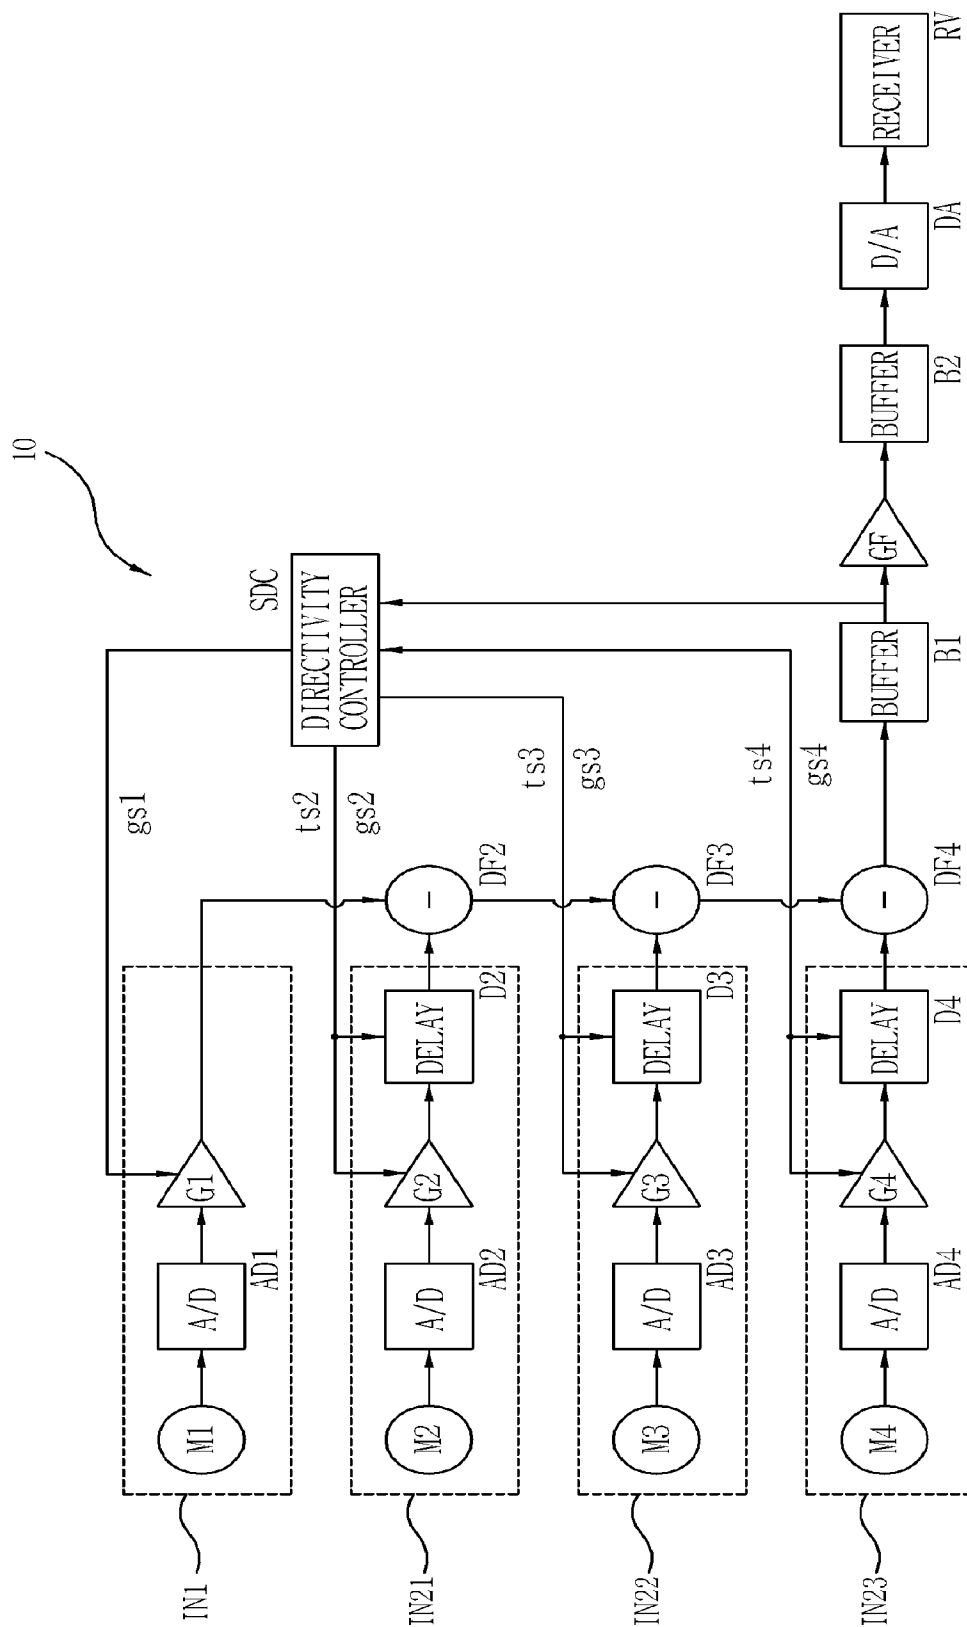 10
IN1
M1
A/D
AD1
G1
gs1
SDC
DIRECTIVITY
CONTROLLER
IN21
M2
A/D
AD2
G2
DELAY
D2
-
DF2
ts2
gs2
IN22
M3
A/D
AD3
G3
DELAY
D3
-
DF3
ts3
gs3
IN23
M4
A/D
AD4
G4
DELAY
D4
-
DF4
ts4
gs4
BUFFER
B1
GF
BUFFER
B2
D/A
DA
RECEIVER
RV